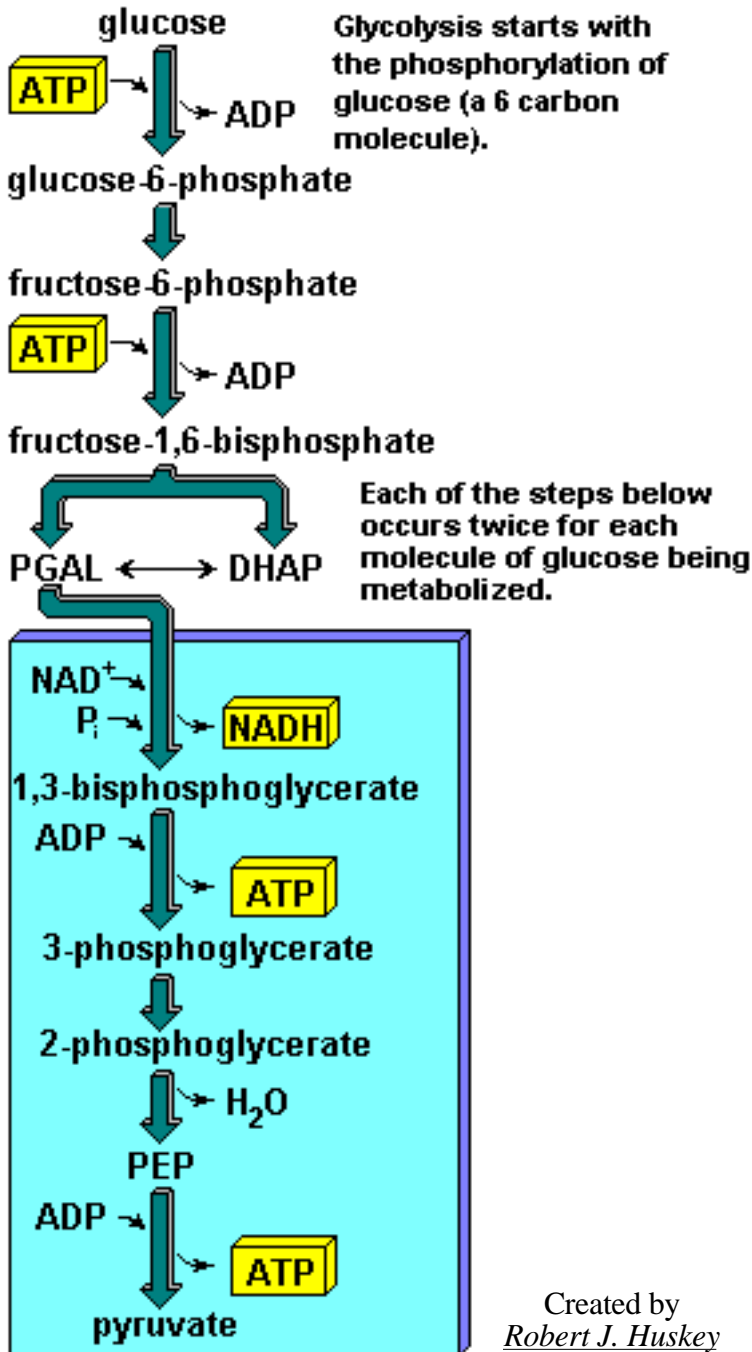 glucose
Glycolysis starts with
the phosphorylation of
glucose (a 6 carbon
molecule).
ATP
ADP
glucose-6-phosphate
fructose-6-phosphate
ATP
ADP
fructose-1,6-bisphosphate
Each of the steps below
occurs twice for each
molecule of glucose being
metabolized.
PGAL
DHAP
NAD⁺
Pᵢ
NADH
1,3-bisphosphoglycerate
ADP
ATP
3-phosphoglycerate
2-phosphoglycerate
H₂O
PEP
ADP
ATP
pyruvate
Created by
Robert J. Huskey